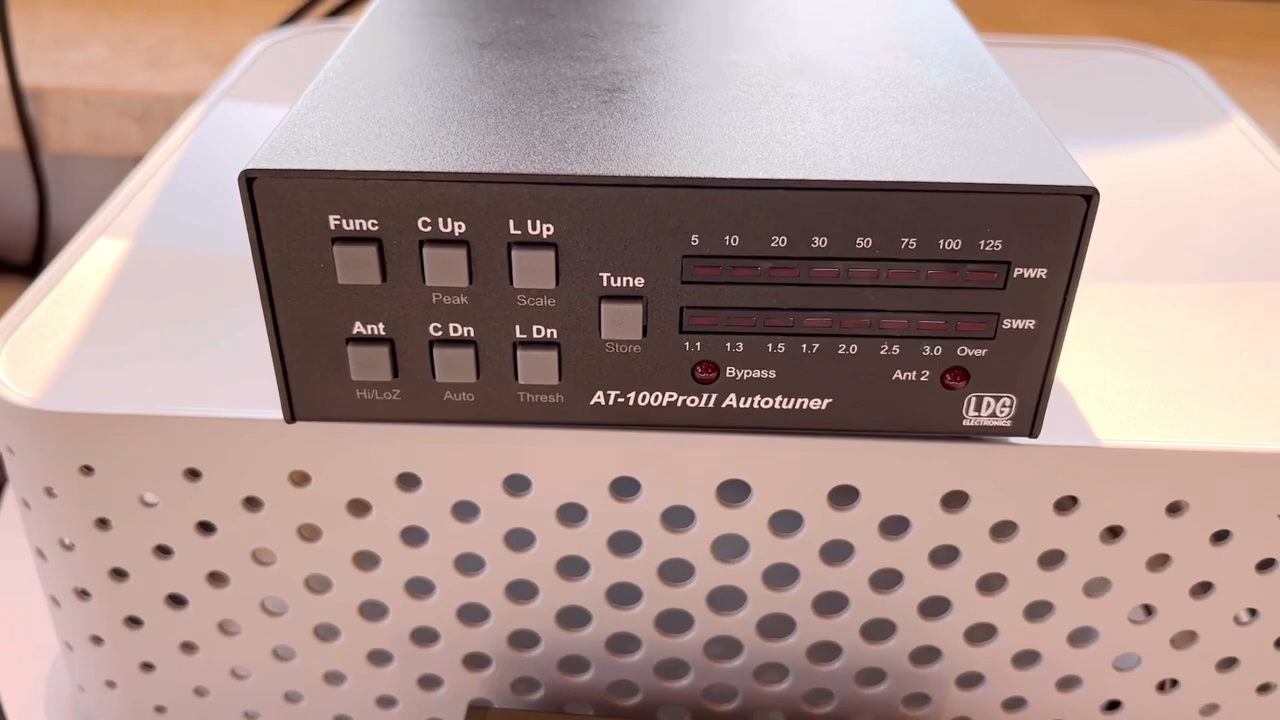 Func C Up L Up
Peak Scale
Ant C Dn L Dn
Hi/LoZ Auto Thresh
Tune
Store
5 10 20 30 50 75 100 125
PWR
SWR
1.1 1.3 1.5 1.7 2.0 2.5 3.0 Over
Bypass Ant 2
AT-100ProII Autotuner
LDG
ELECTRONICS